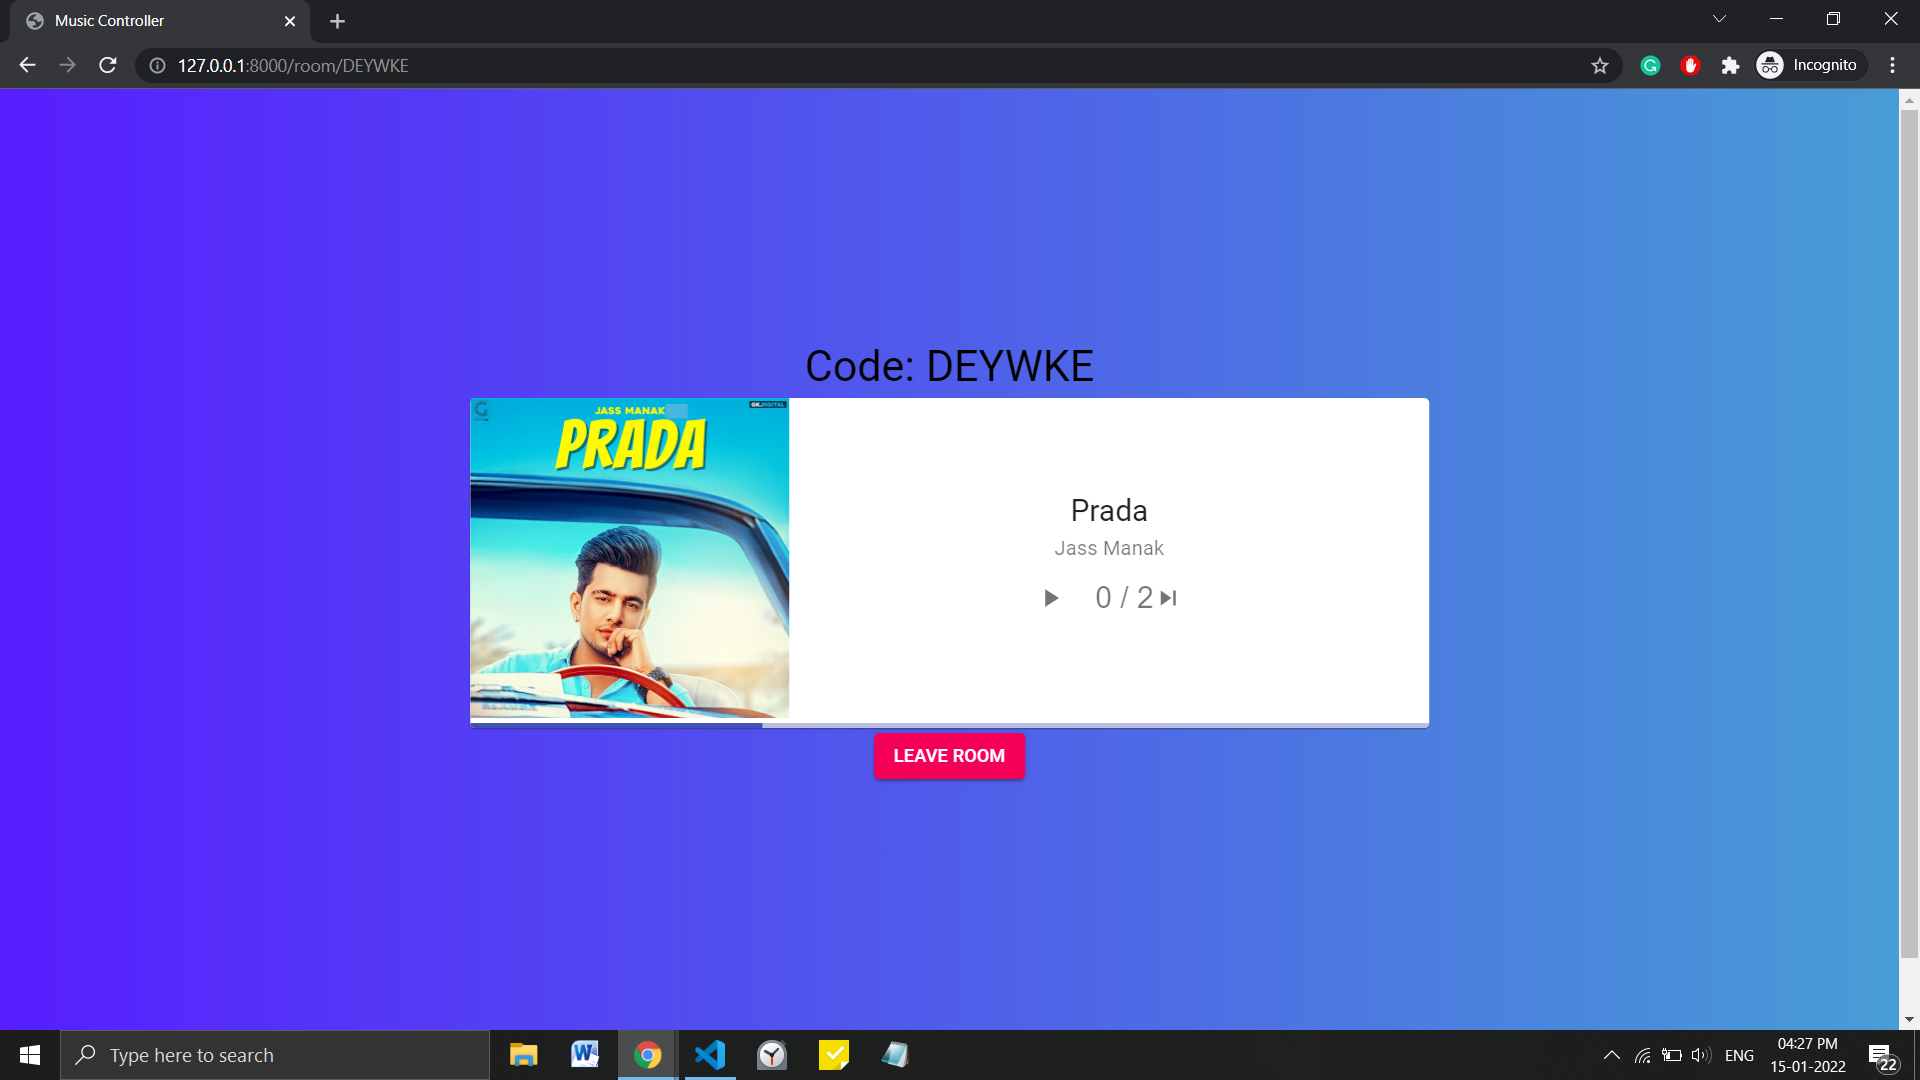 Music Controller
127.0.0.1:8000/room/DEYWKE
Incognito
Code: DEYWKE
JASS MANAK
GK.DIGITAL
PRADA
Prada
Jass Manak
0 / 2
LEAVE ROOM
Type here to search
ENG
04:27 PM
15-01-2022
22